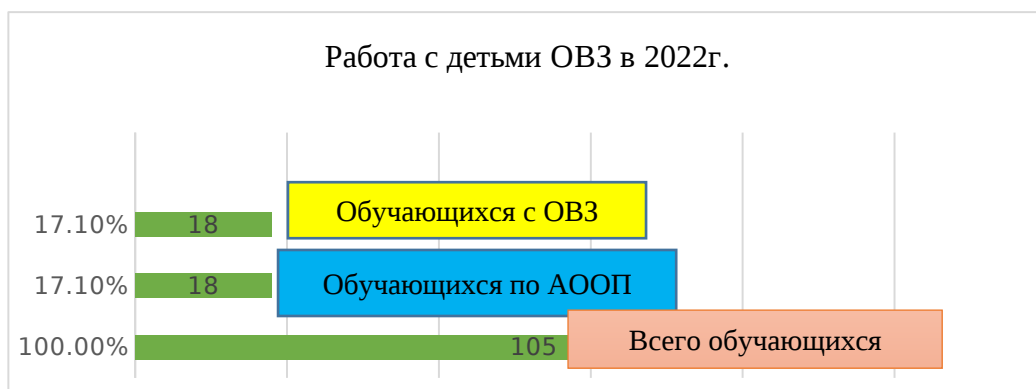 Работа с детьми ОВЗ в 2022г.
17.10% 18 Обучающихся с ОВЗ
17.10% 18 Обучающихся по АООП
100.00% 105 Всего обучающихся